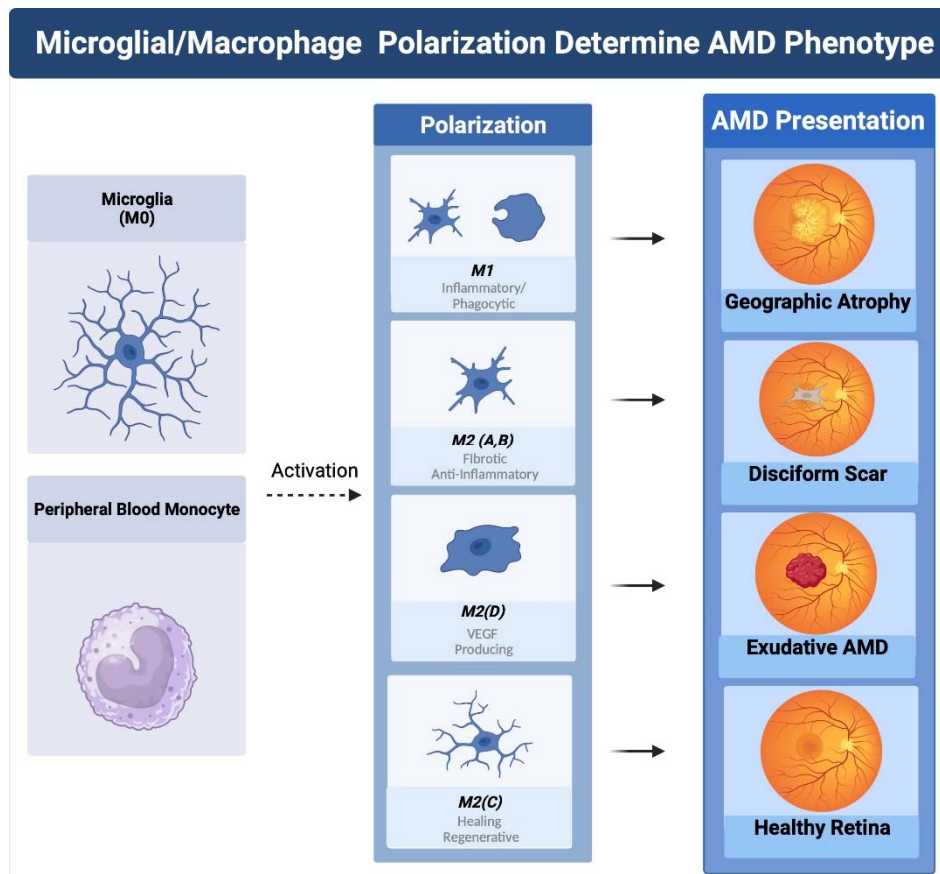 Microglial/Macrophage Polarization Determine AMD Phenotype
Microglia
(M0)
Peripheral Blood Monocyte
Activation
Polarization
M1
Inflammatory/
Phagocytic
M2 (A,B)
FIbrotic
Anti-Inflammatory
M2(D)
VEGF
Producing
M2(C)
Healing
Regenerative
AMD Presentation
Geographic Atrophy
Disciform Scar
Exudative AMD
Healthy Retina